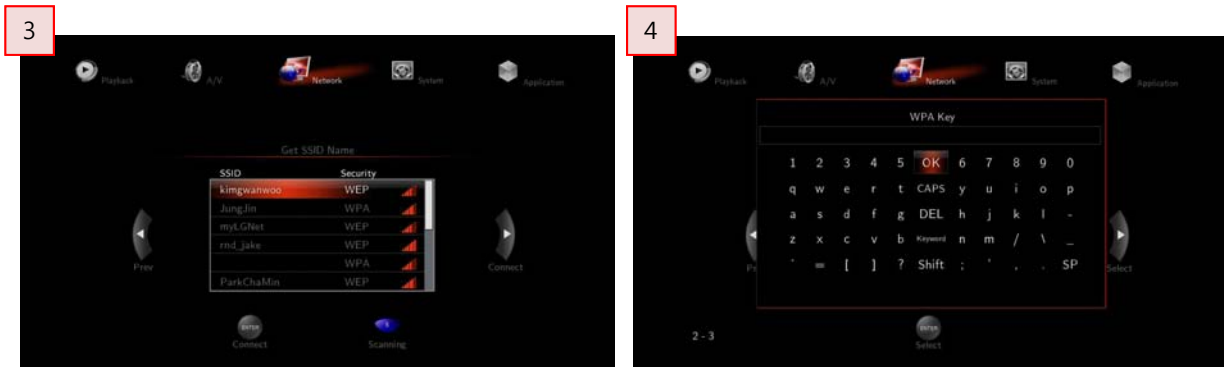 3
Playback A/V Network System Application
Get SSID Name
SSID Security
kimgwanwoo WEP
JungJin WPA
myLGNet WEP
rnd_jake WEP
WPA
ParkChaMin WEP
Prev Connect
ENTER
Connect Scanning
4
Playback A/V Network System Application
WPA Key
1 2 3 4 5 OK 6 7 8 9 0
q w e r t CAPS y u i o p
a s d f g DEL h j k l -
z x c v b Keyword n m / \ _
= [ ] ? Shift ; ' , . SP
Select
2 - 3
ENTER
Select